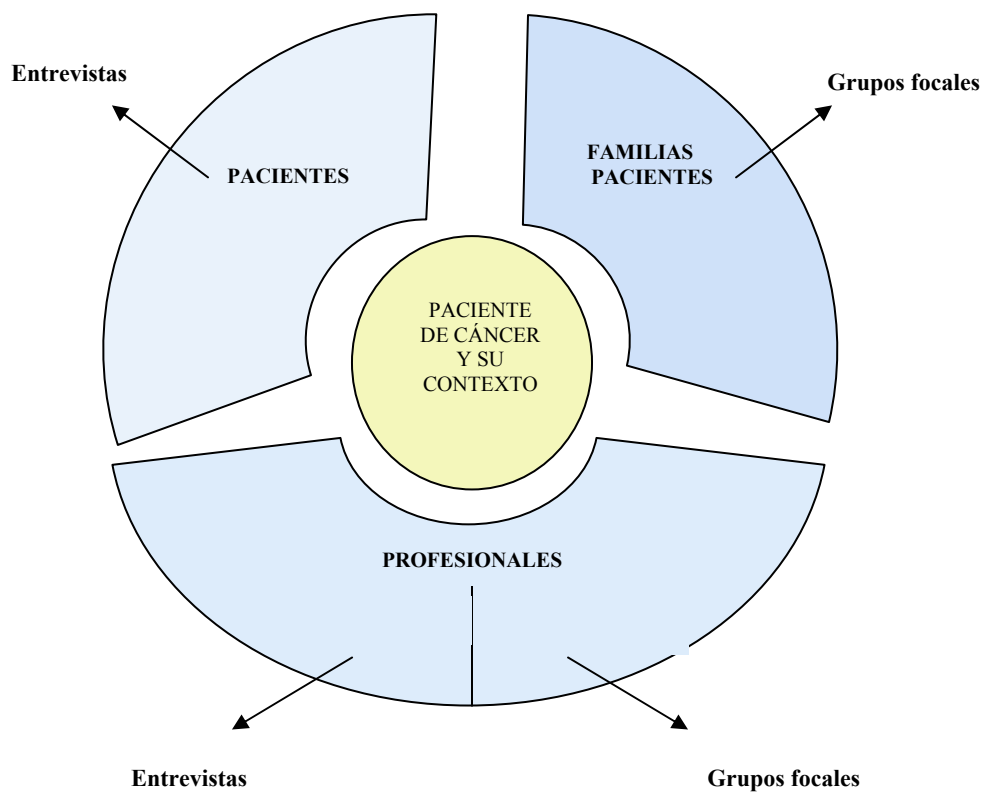 Entrevistas
Grupos focales
PACIENTES
FAMILIAS
PACIENTES
PACIENTE
DE CÁNCER
Y SU
CONTEXTO
PROFESIONALES
Entrevistas
Grupos focales